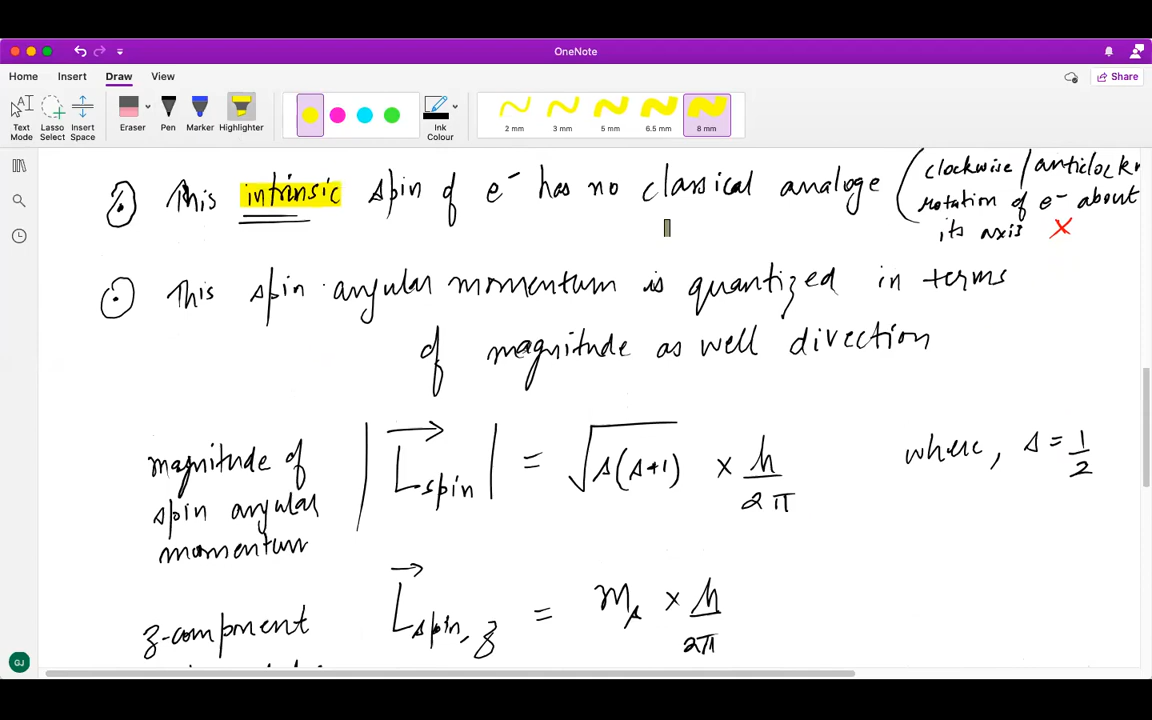 OneNote
Home Insert Draw View
Share
Text Mode
Lasso Select
Insert Space
Eraser
Pen
Marker
Highlighter
Ink Colour
2 mm 3 mm 5 mm 6.5 mm 8 mm
This intrinsic spin of e⁻ has no classical analoge (clockwise/anticlock
rotation of e⁻ about
its axis ×
This spin angular momentum is quantized in terms
of magnitude as well direction
magnitude of
spin angular
momentum
|L⃗spin| = √s(s+1) × h/2π where, s = 1/2
z-component
L⃗spin,z = ms × h/2π
GJ